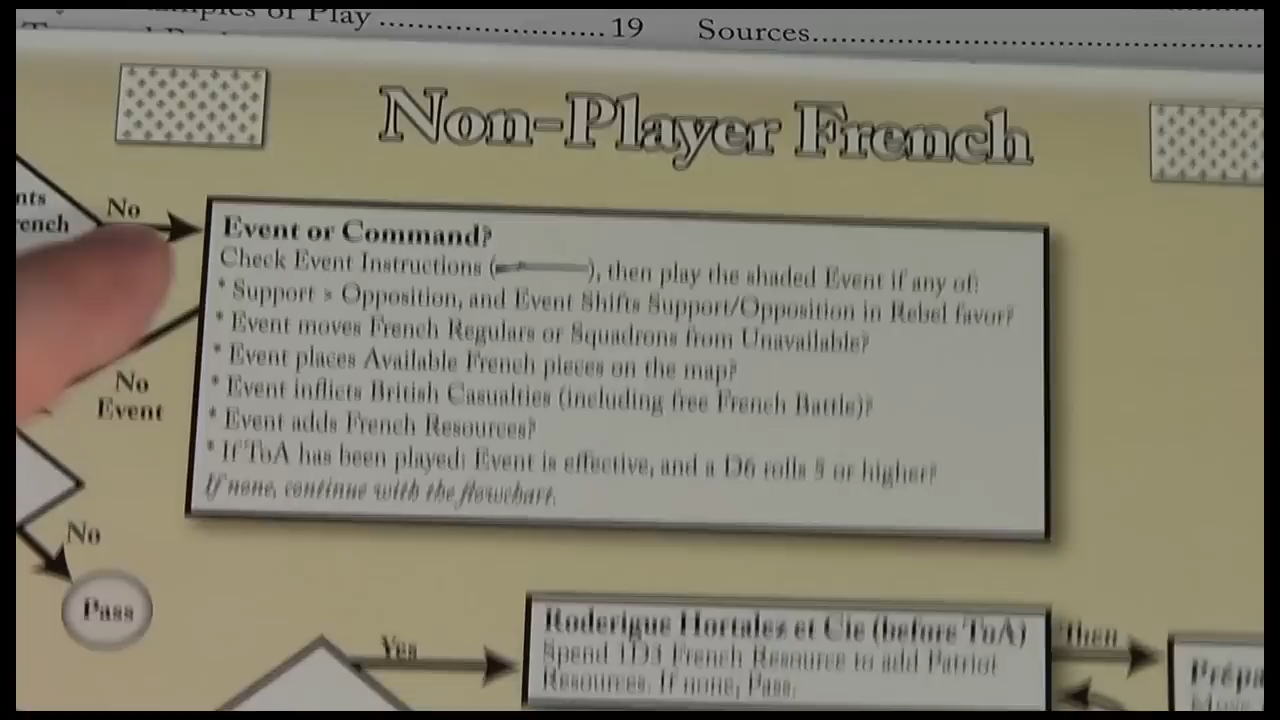 of Play ........................ 19 Sources
Non-Player French
nts
ench
No
Event or Command?
Check Event Instructions ( ), then play the shaded Event if any of:
* Support > Opposition, and Event Shifts Support/Opposition in Rebel favor?
* Event moves French Regulars or Squadrons from Unavailable?
* Event places Available French pieces on the map?
* Event inflicts British Casualties (including free French Battle)?
* Event adds French Resources?
* If ToA has been played: Event is effective, and a D6 rolls 5 or higher?
If none, continue with the flowchart.
No
Event
No
Pass
Yes
Roderigue Hortalez et Cie (before ToA)
Spend 1D3 French Resource to add Patriot
Resources. If none, Pass.
Then
Prépa